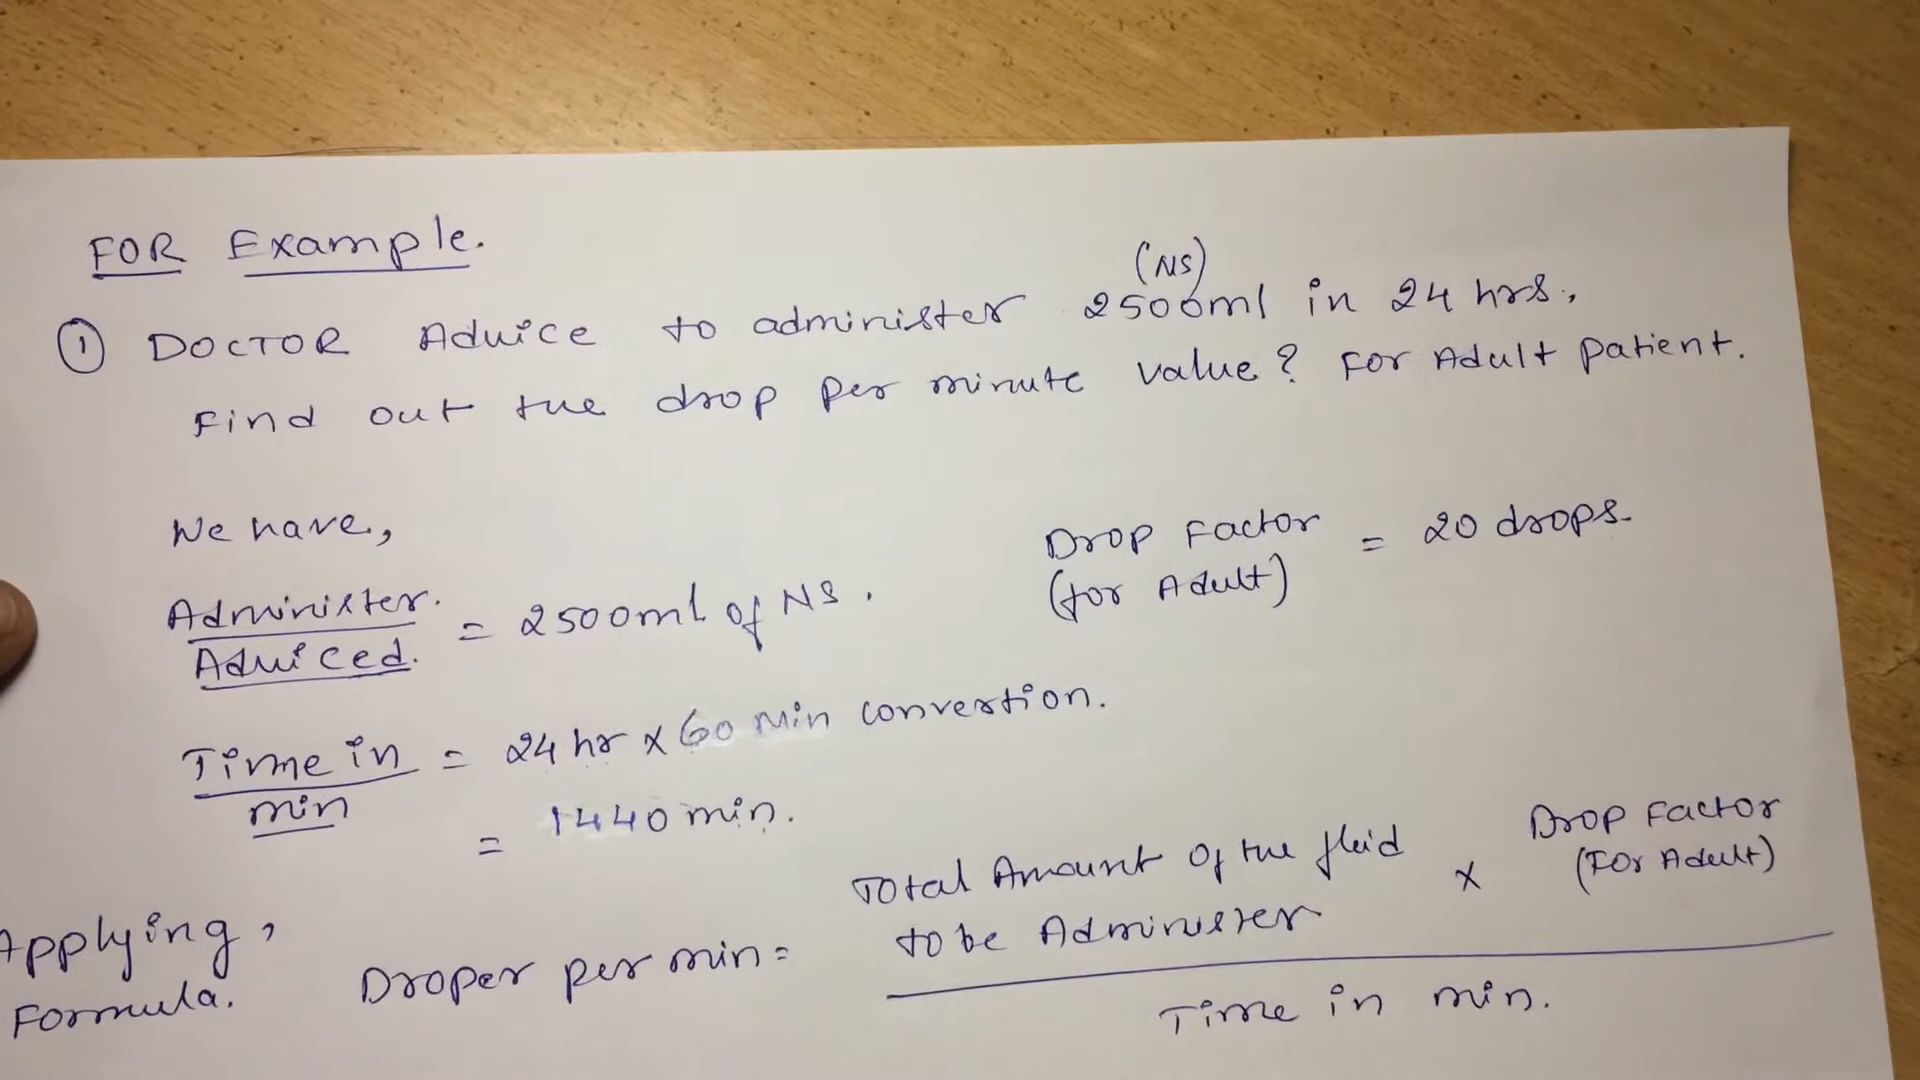 FOR Example.
(NS)
① DOCTOR Advice to administer 2500ml in 24 hrs.
Find out the drop per minute value? For Adult patient.
We have,
Administer.
Adviced. = 2500ml of NS.
Drop Factor
(for Adult) = 20 drops.
Time in
min = 24 hr x 60 Min convertion.
= 1440 min.
Applying,
Formula.
Droper per min =
Total Amount Of the fluid
to be Administer
x Drop Factor
(For Adult)
Time in min.